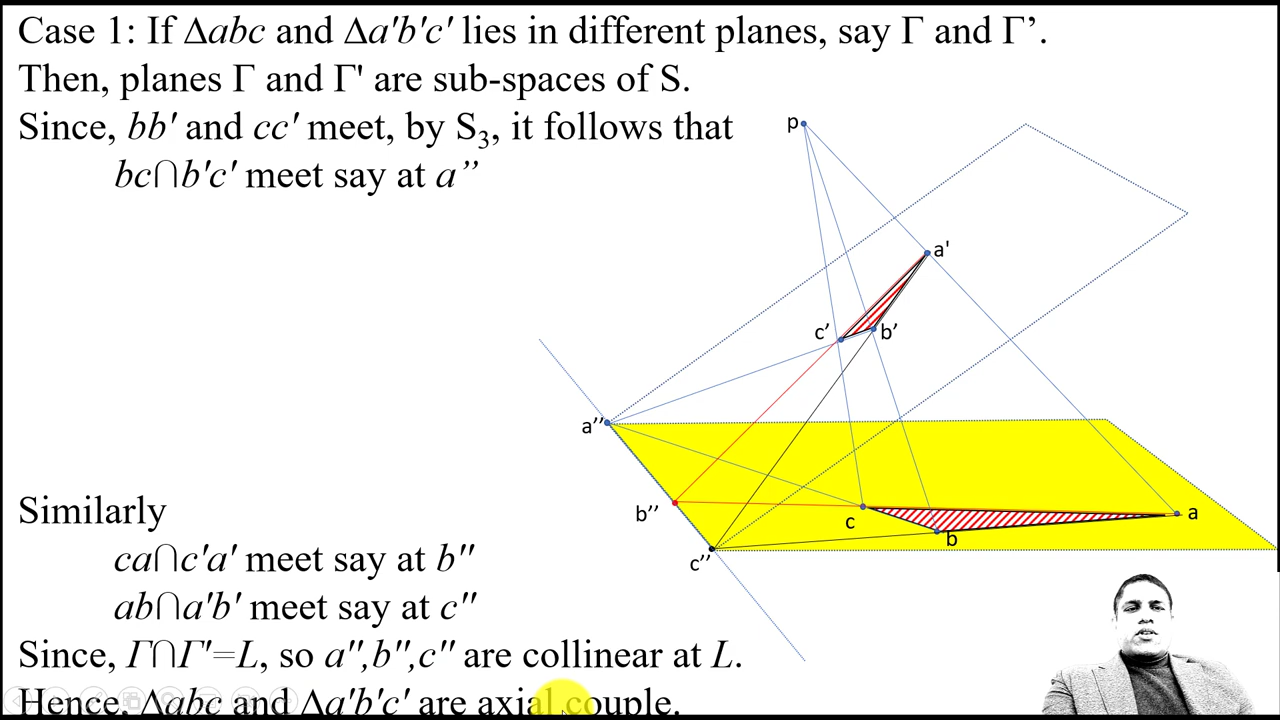 Case 1: If Δabc and Δa'b'c' lies in different planes, say Γ and Γ’.
Then, planes Γ and Γ' are sub-spaces of S.
Since, bb' and cc' meet, by S₃, it follows that
bc∩b'c' meet say at a”
p
a'
c’
b’
a’’
b’’
c
a
b
c’’
Similarly
ca∩c'a' meet say at b"
ab∩a'b' meet say at c"
Since, Γ∩Γ'=L, so a",b",c" are collinear at L.
Hence, Δabc and Δa'b'c' are axial couple.